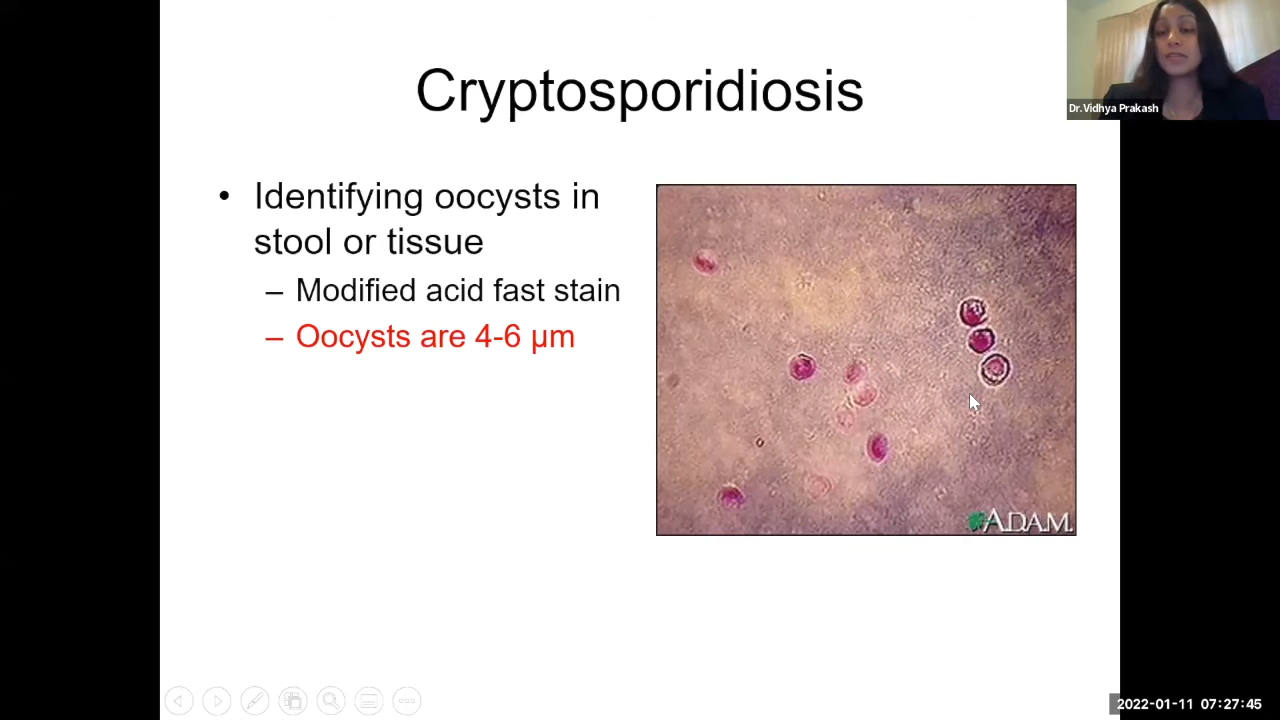 Cryptosporidiosis
Dr.Vidhya Prakash
• Identifying oocysts in
stool or tissue
– Modified acid fast stain
– Oocysts are 4-6 µm
A.D.A.M.
2022-01-11 07:27:45